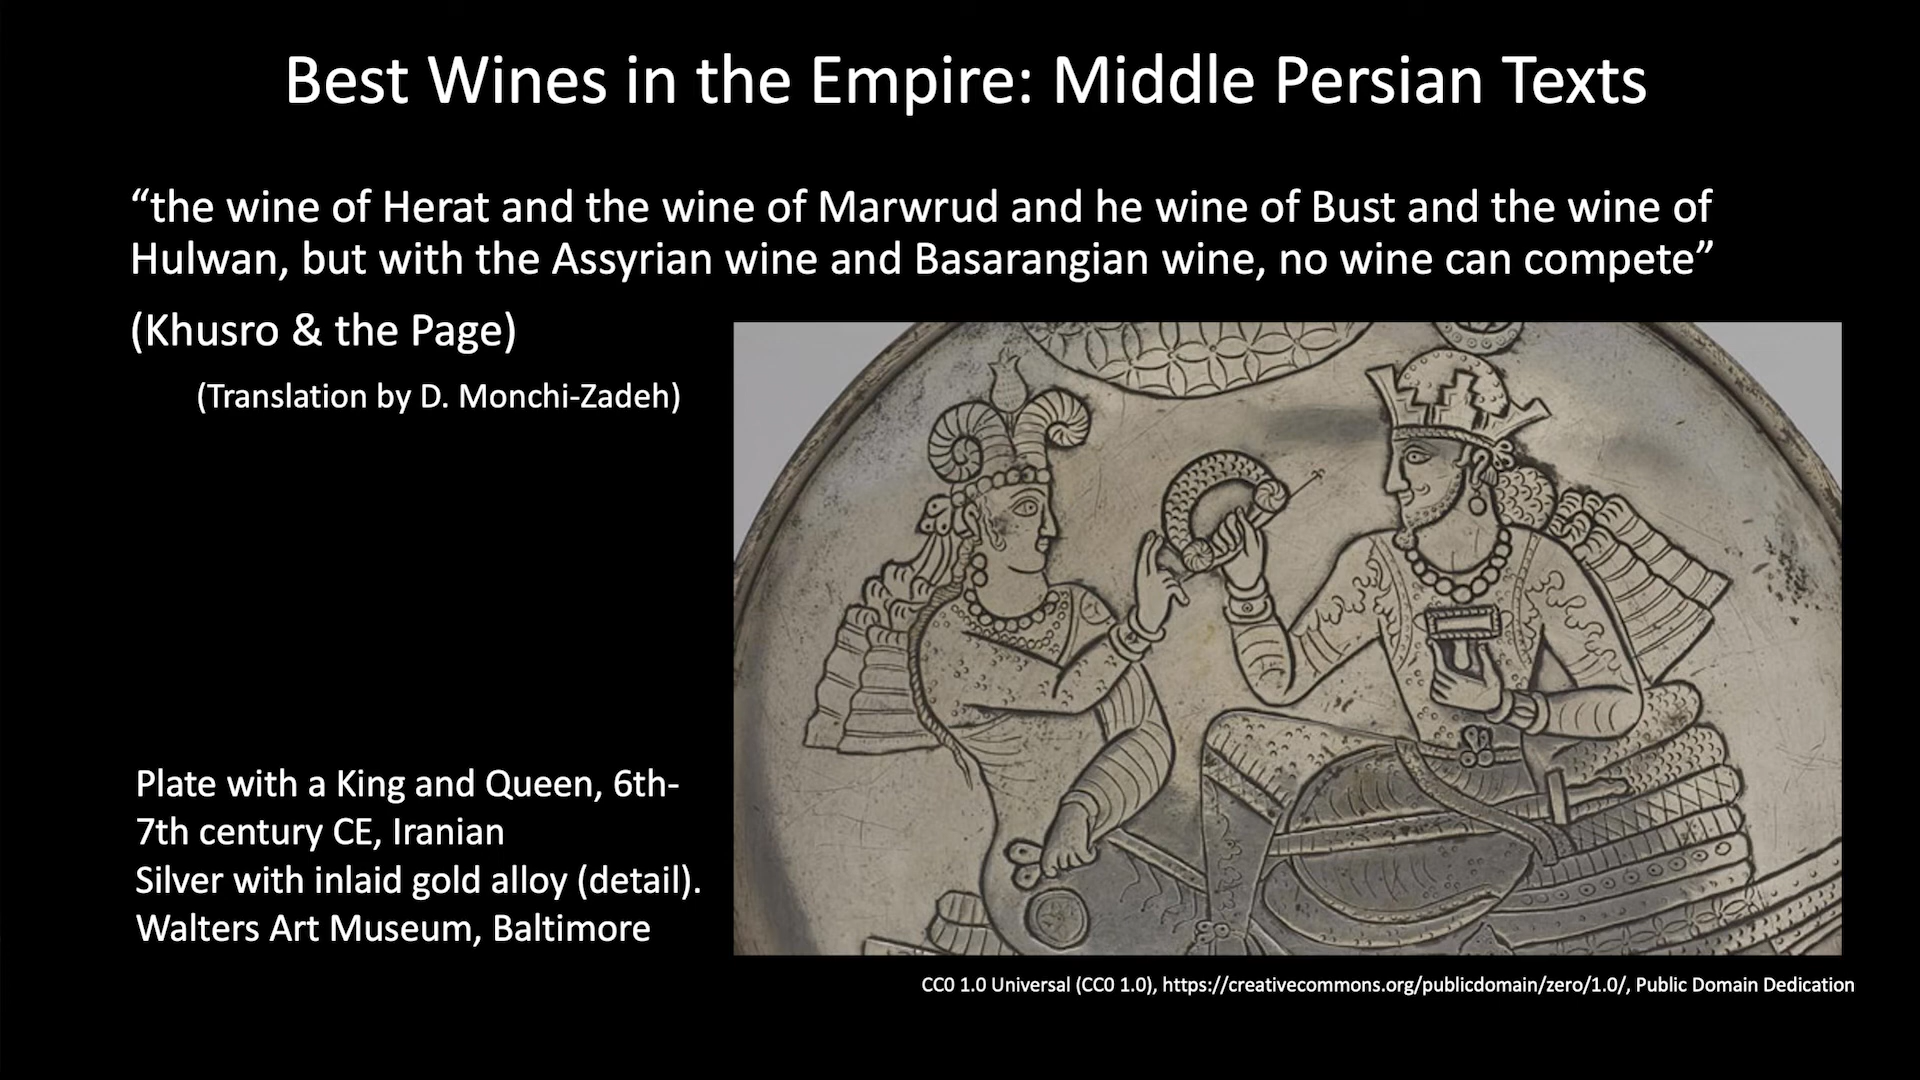 Best Wines in the Empire: Middle Persian Texts
“the wine of Herat and the wine of Marwrud and he wine of Bust and the wine of
Hulwan, but with the Assyrian wine and Basarangian wine, no wine can compete”
(Khusro & the Page)
(Translation by D. Monchi-Zadeh)
Plate with a King and Queen, 6th-
7th century CE, Iranian
Silver with inlaid gold alloy (detail).
Walters Art Museum, Baltimore
CC0 1.0 Universal (CC0 1.0), https://creativecommons.org/publicdomain/zero/1.0/, Public Domain Dedication